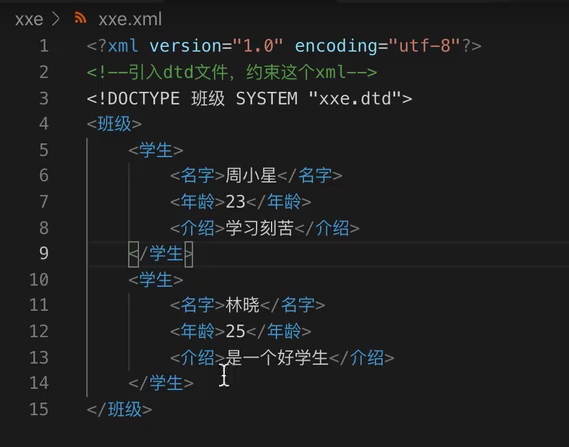 xxe > xxe.xml
1 <?xml version="1.0" encoding="utf-8"?>
2 <!--引入dtd文件，约束这个xml-->
3 <!DOCTYPE 班级 SYSTEM "xxe.dtd">
4 <班级>
5 <学生>
6 <名字>周小星</名字>
7 <年龄>23</年龄>
8 <介绍>学习刻苦</介绍>
9 </学生>
10 <学生>
11 <名字>林晓</名字>
12 <年龄>25</年龄>
13 <介绍>是一个好学生</介绍>
14 </学生>
15 </班级>